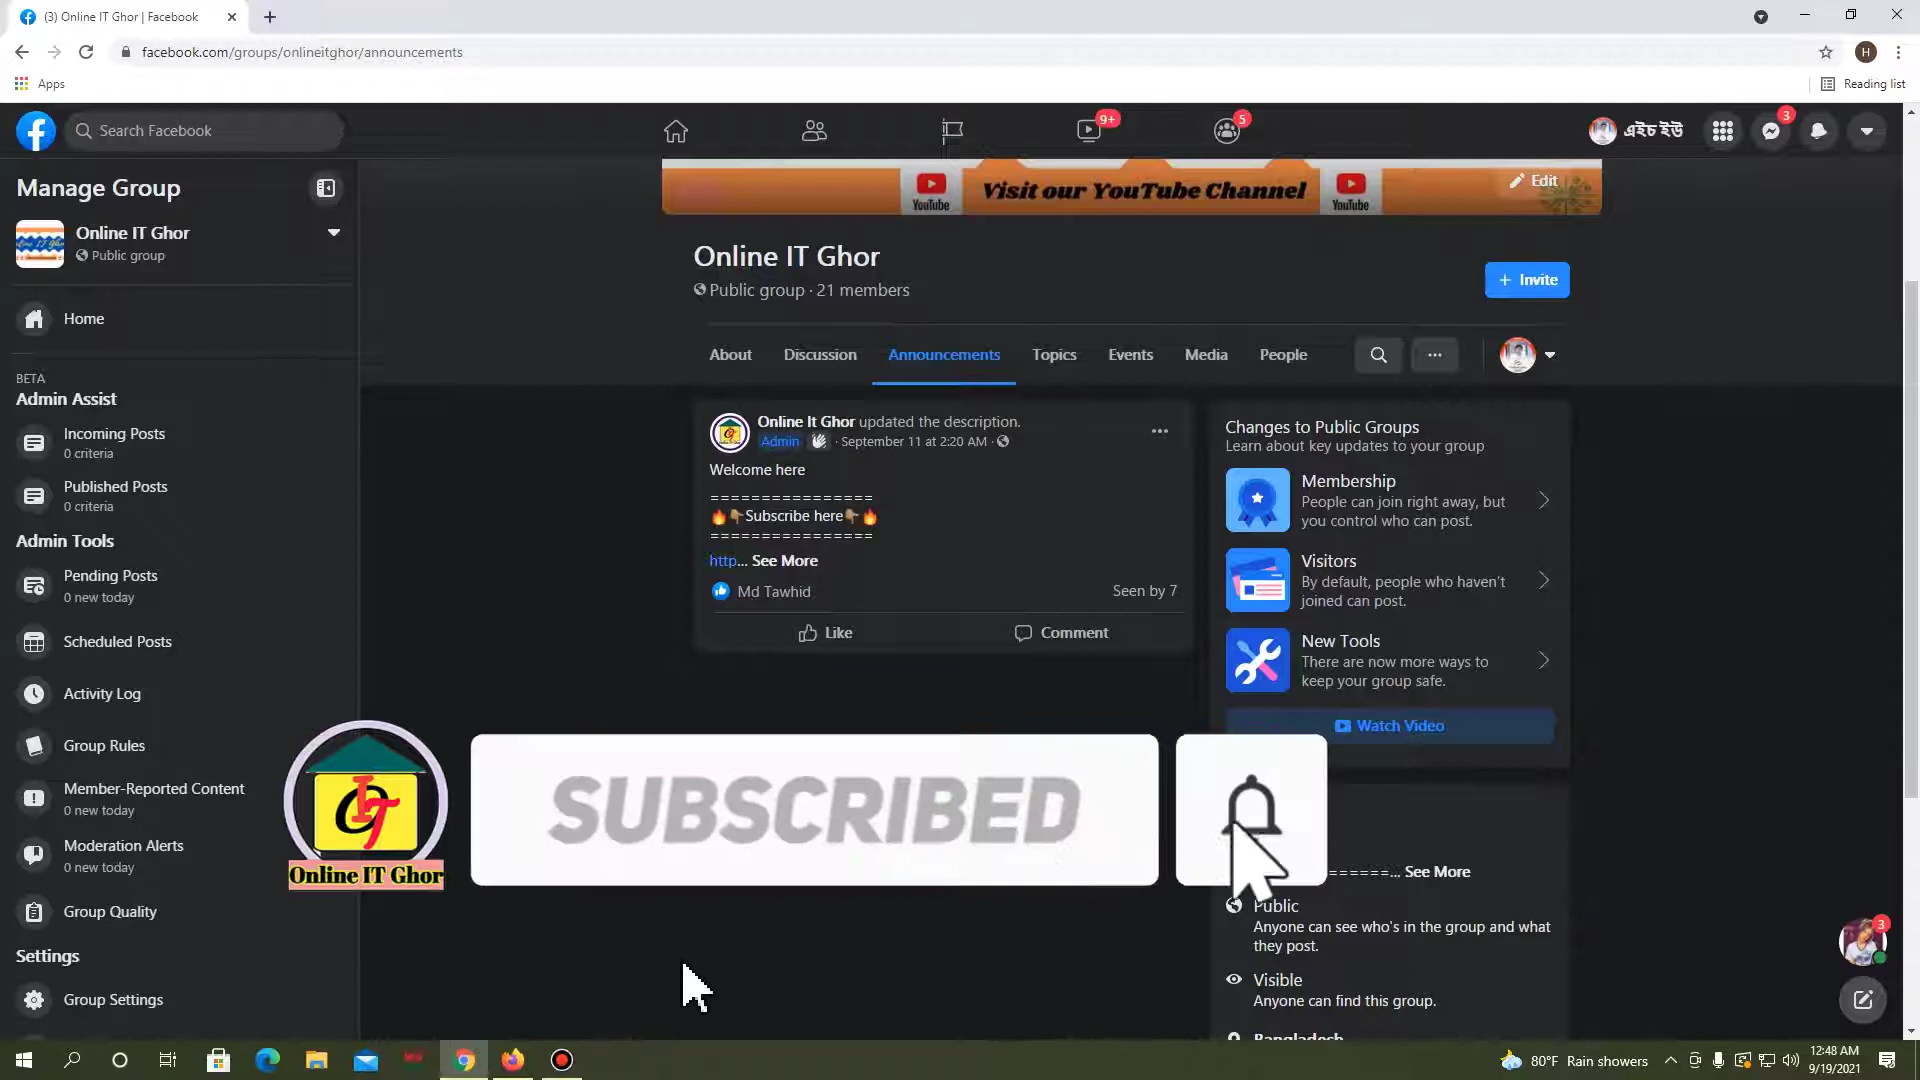 (3) Online IT Ghor | Facebook
facebook.com/groups/onlineitghor/announcements
H
Apps
Reading list
Search Facebook
9+
5
এইচ ইউ
3
Manage Group
Online IT Ghor
Public group
Home
BETA
Admin Assist
Incoming Posts
0 criteria
Published Posts
0 criteria
Admin Tools
Pending Posts
0 new today
Scheduled Posts
Activity Log
Group Rules
Member-Reported Content
0 new today
Moderation Alerts
0 new today
Group Quality
Settings
Group Settings
YouTube
Visit our YouTube Channel
YouTube
Edit
Online IT Ghor
Public group · 21 members
+ Invite
About
Discussion
Announcements
Topics
Events
Media
People
Online It Ghor updated the description.
Admin · September 11 at 2:20 AM ·
Welcome here
================
🔥👇🏽Subscribe here👇🏽🔥
================
http... See More
Md Tawhid
Seen by 7
Like
Comment
Changes to Public Groups
Learn about key updates to your group
Membership
People can join right away, but
you control who can post.
Visitors
By default, people who haven't
joined can post.
New Tools
There are now more ways to
keep your group safe.
Watch Video
OIT
Online IT Ghor
SUBSCRIBED
======... See More
Public
Anyone can see who's in the group and what
they post.
Visible
Anyone can find this group.
Bangladesh
3
80°F Rain showers
12:48 AM
9/19/2021